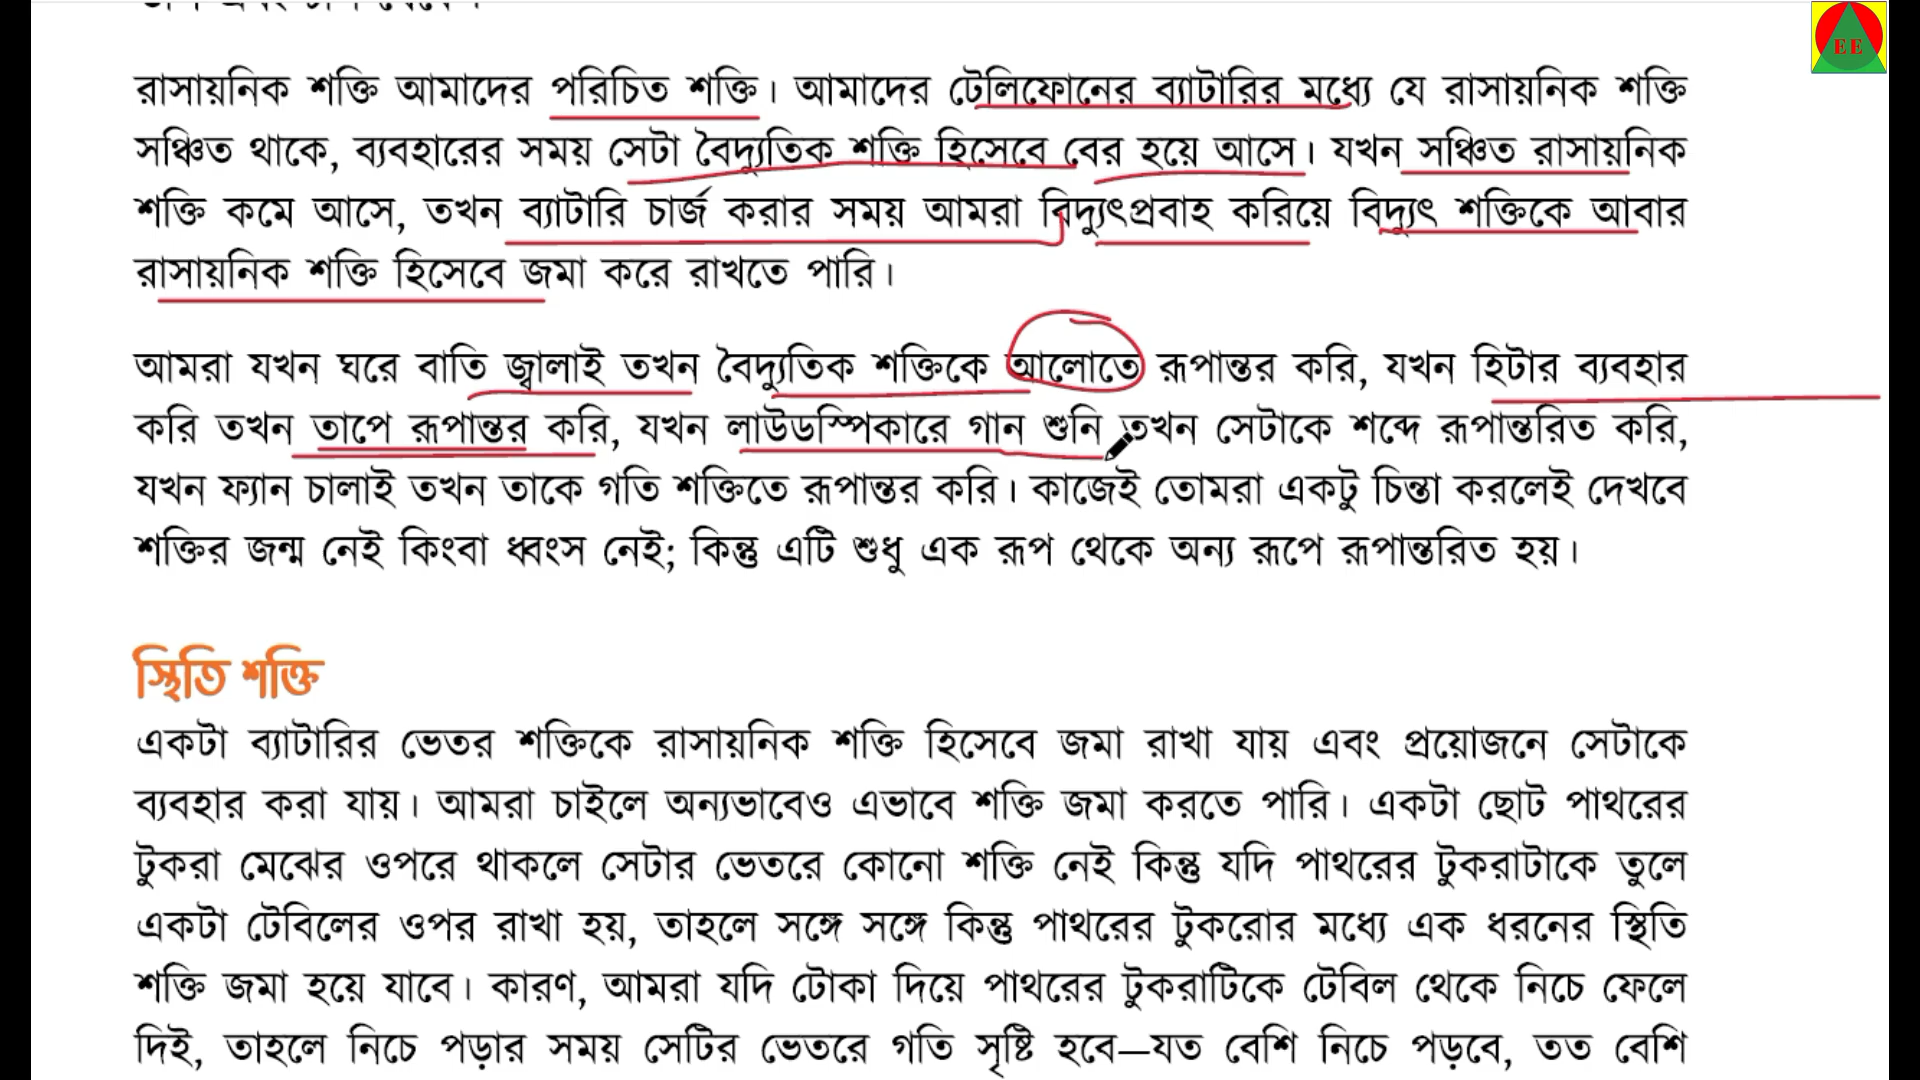 রাসায়নিক শক্তি আমাদের পরিচিত শক্তি। আমাদের টেলিফোনের ব্যাটারির মধ্যে যে রাসায়নিক শক্তি
সঞ্চিত থাকে, ব্যবহারের সময় সেটা বৈদ্যুতিক শক্তি হিসেবে বের হয়ে আসে। যখন সঞ্চিত রাসায়নিক
শক্তি কমে আসে, তখন ব্যাটারি চার্জ করার সময় আমরা বিদ্যুৎপ্রবাহ করিয়ে বিদ্যুৎ শক্তিকে আবার
রাসায়নিক শক্তি হিসেবে জমা করে রাখতে পারি।
আমরা যখন ঘরে বাতি জ্বালাই তখন বৈদ্যুতিক শক্তিকে আলোতে রূপান্তর করি, যখন হিটার ব্যবহার
করি তখন তাপে রূপান্তর করি, যখন লাউডস্পিকারে গান শুনি তখন সেটাকে শব্দে রূপান্তরিত করি,
যখন ফ্যান চালাই তখন তাকে গতি শক্তিতে রূপান্তর করি। কাজেই তোমরা একটু চিন্তা করলেই দেখবে
শক্তির জন্ম নেই কিংবা ধ্বংস নেই; কিন্তু এটি শুধু এক রূপ থেকে অন্য রূপে রূপান্তরিত হয়।
স্থিতি শক্তি
একটা ব্যাটারির ভেতর শক্তিকে রাসায়নিক শক্তি হিসেবে জমা রাখা যায় এবং প্রয়োজনে সেটাকে
ব্যবহার করা যায়। আমরা চাইলে অন্যভাবেও এভাবে শক্তি জমা করতে পারি। একটা ছোট পাথরের
টুকরা মেঝের ওপরে থাকলে সেটার ভেতরে কোনো শক্তি নেই কিন্তু যদি পাথরের টুকরাটাকে তুলে
একটা টেবিলের ওপর রাখা হয়, তাহলে সঙ্গে সঙ্গে কিন্তু পাথরের টুকরোর মধ্যে এক ধরনের স্থিতি
শক্তি জমা হয়ে যাবে। কারণ, আমরা যদি টোকা দিয়ে পাথরের টুকরাটিকে টেবিল থেকে নিচে ফেলে
দিই, তাহলে নিচে পড়ার সময় সেটির ভেতরে গতি সৃষ্টি হবে—যত বেশি নিচে পড়বে, তত বেশি
EE